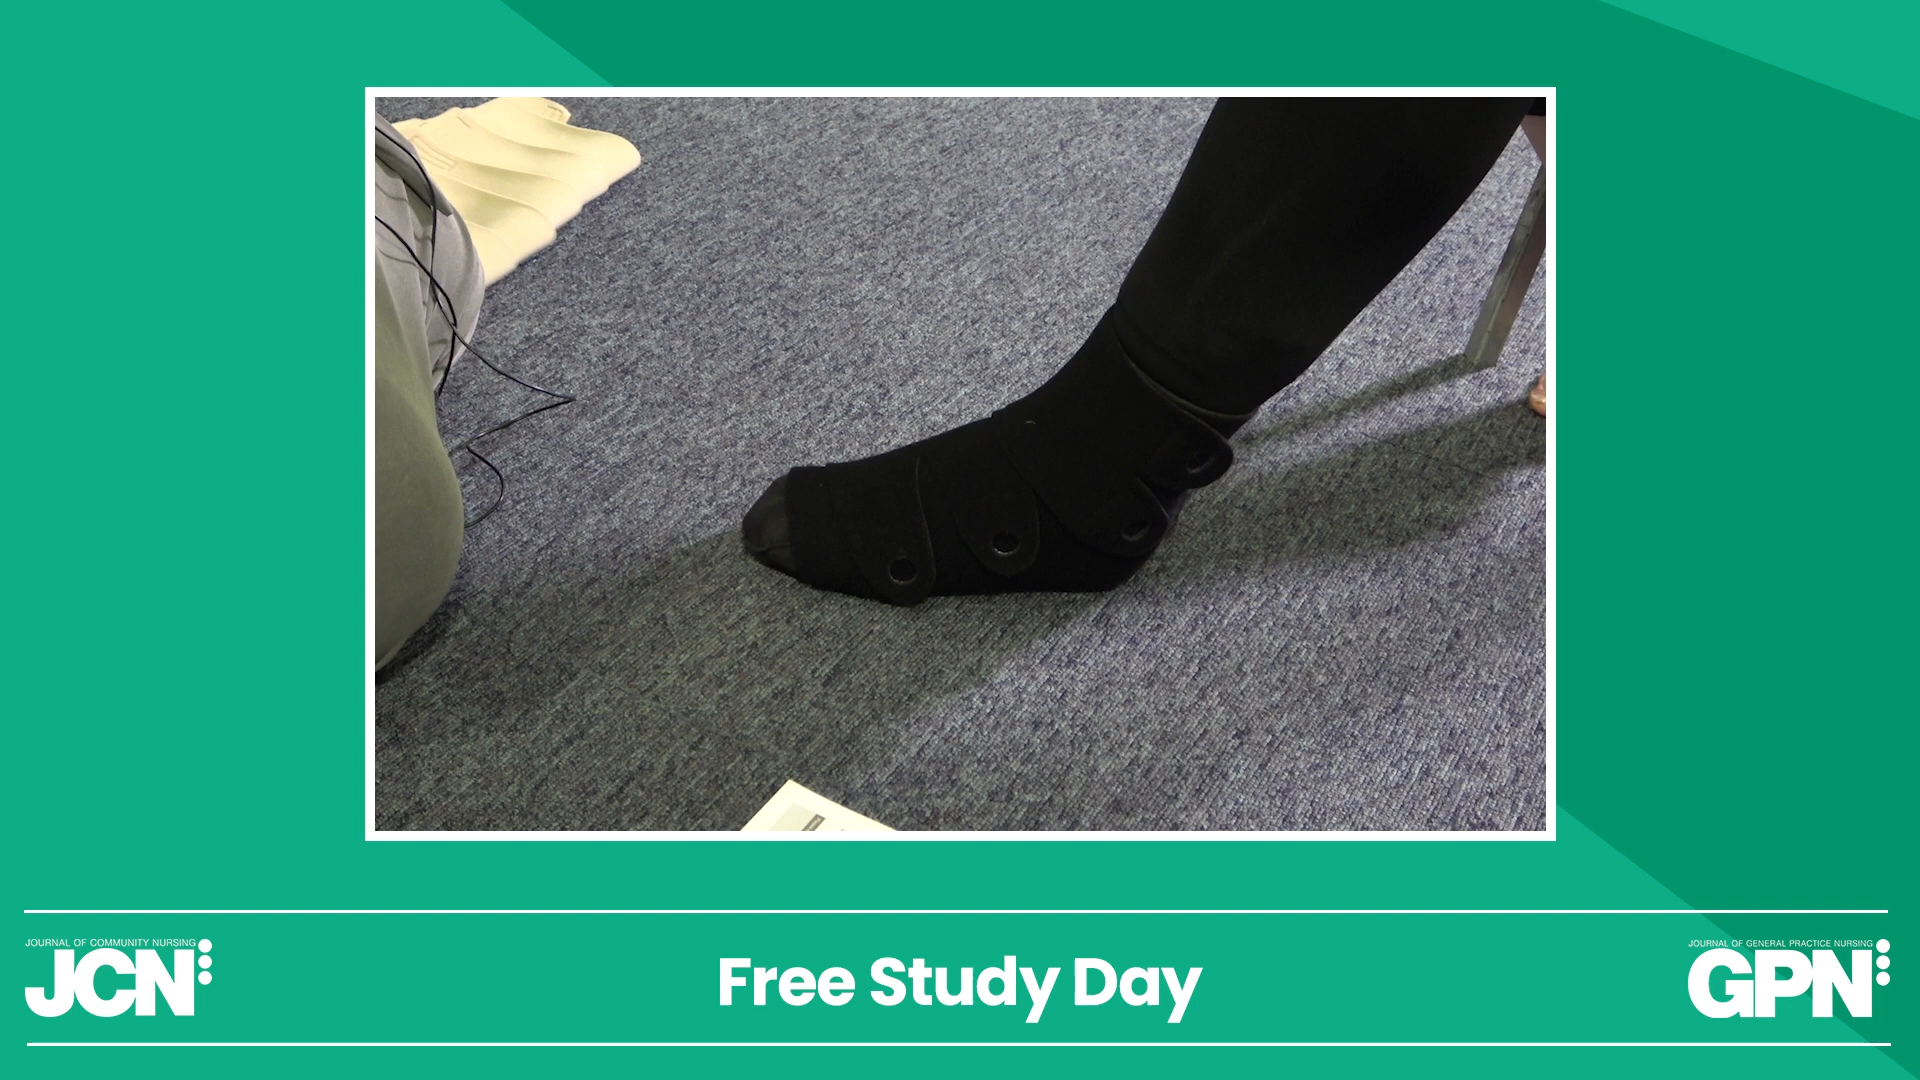 JOURNAL OF COMMUNITY NURSING
JCN
Free Study Day
JOURNAL OF GENERAL PRACTICE NURSING
GPN